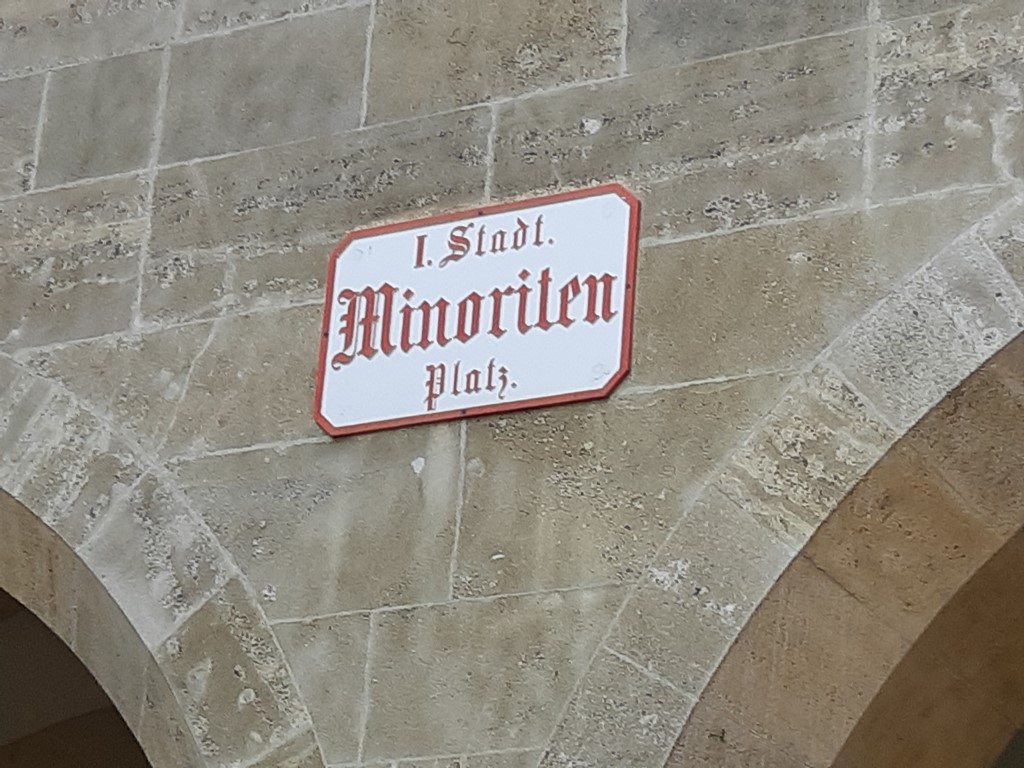 I. Stadt.
Minoriten
Platz.